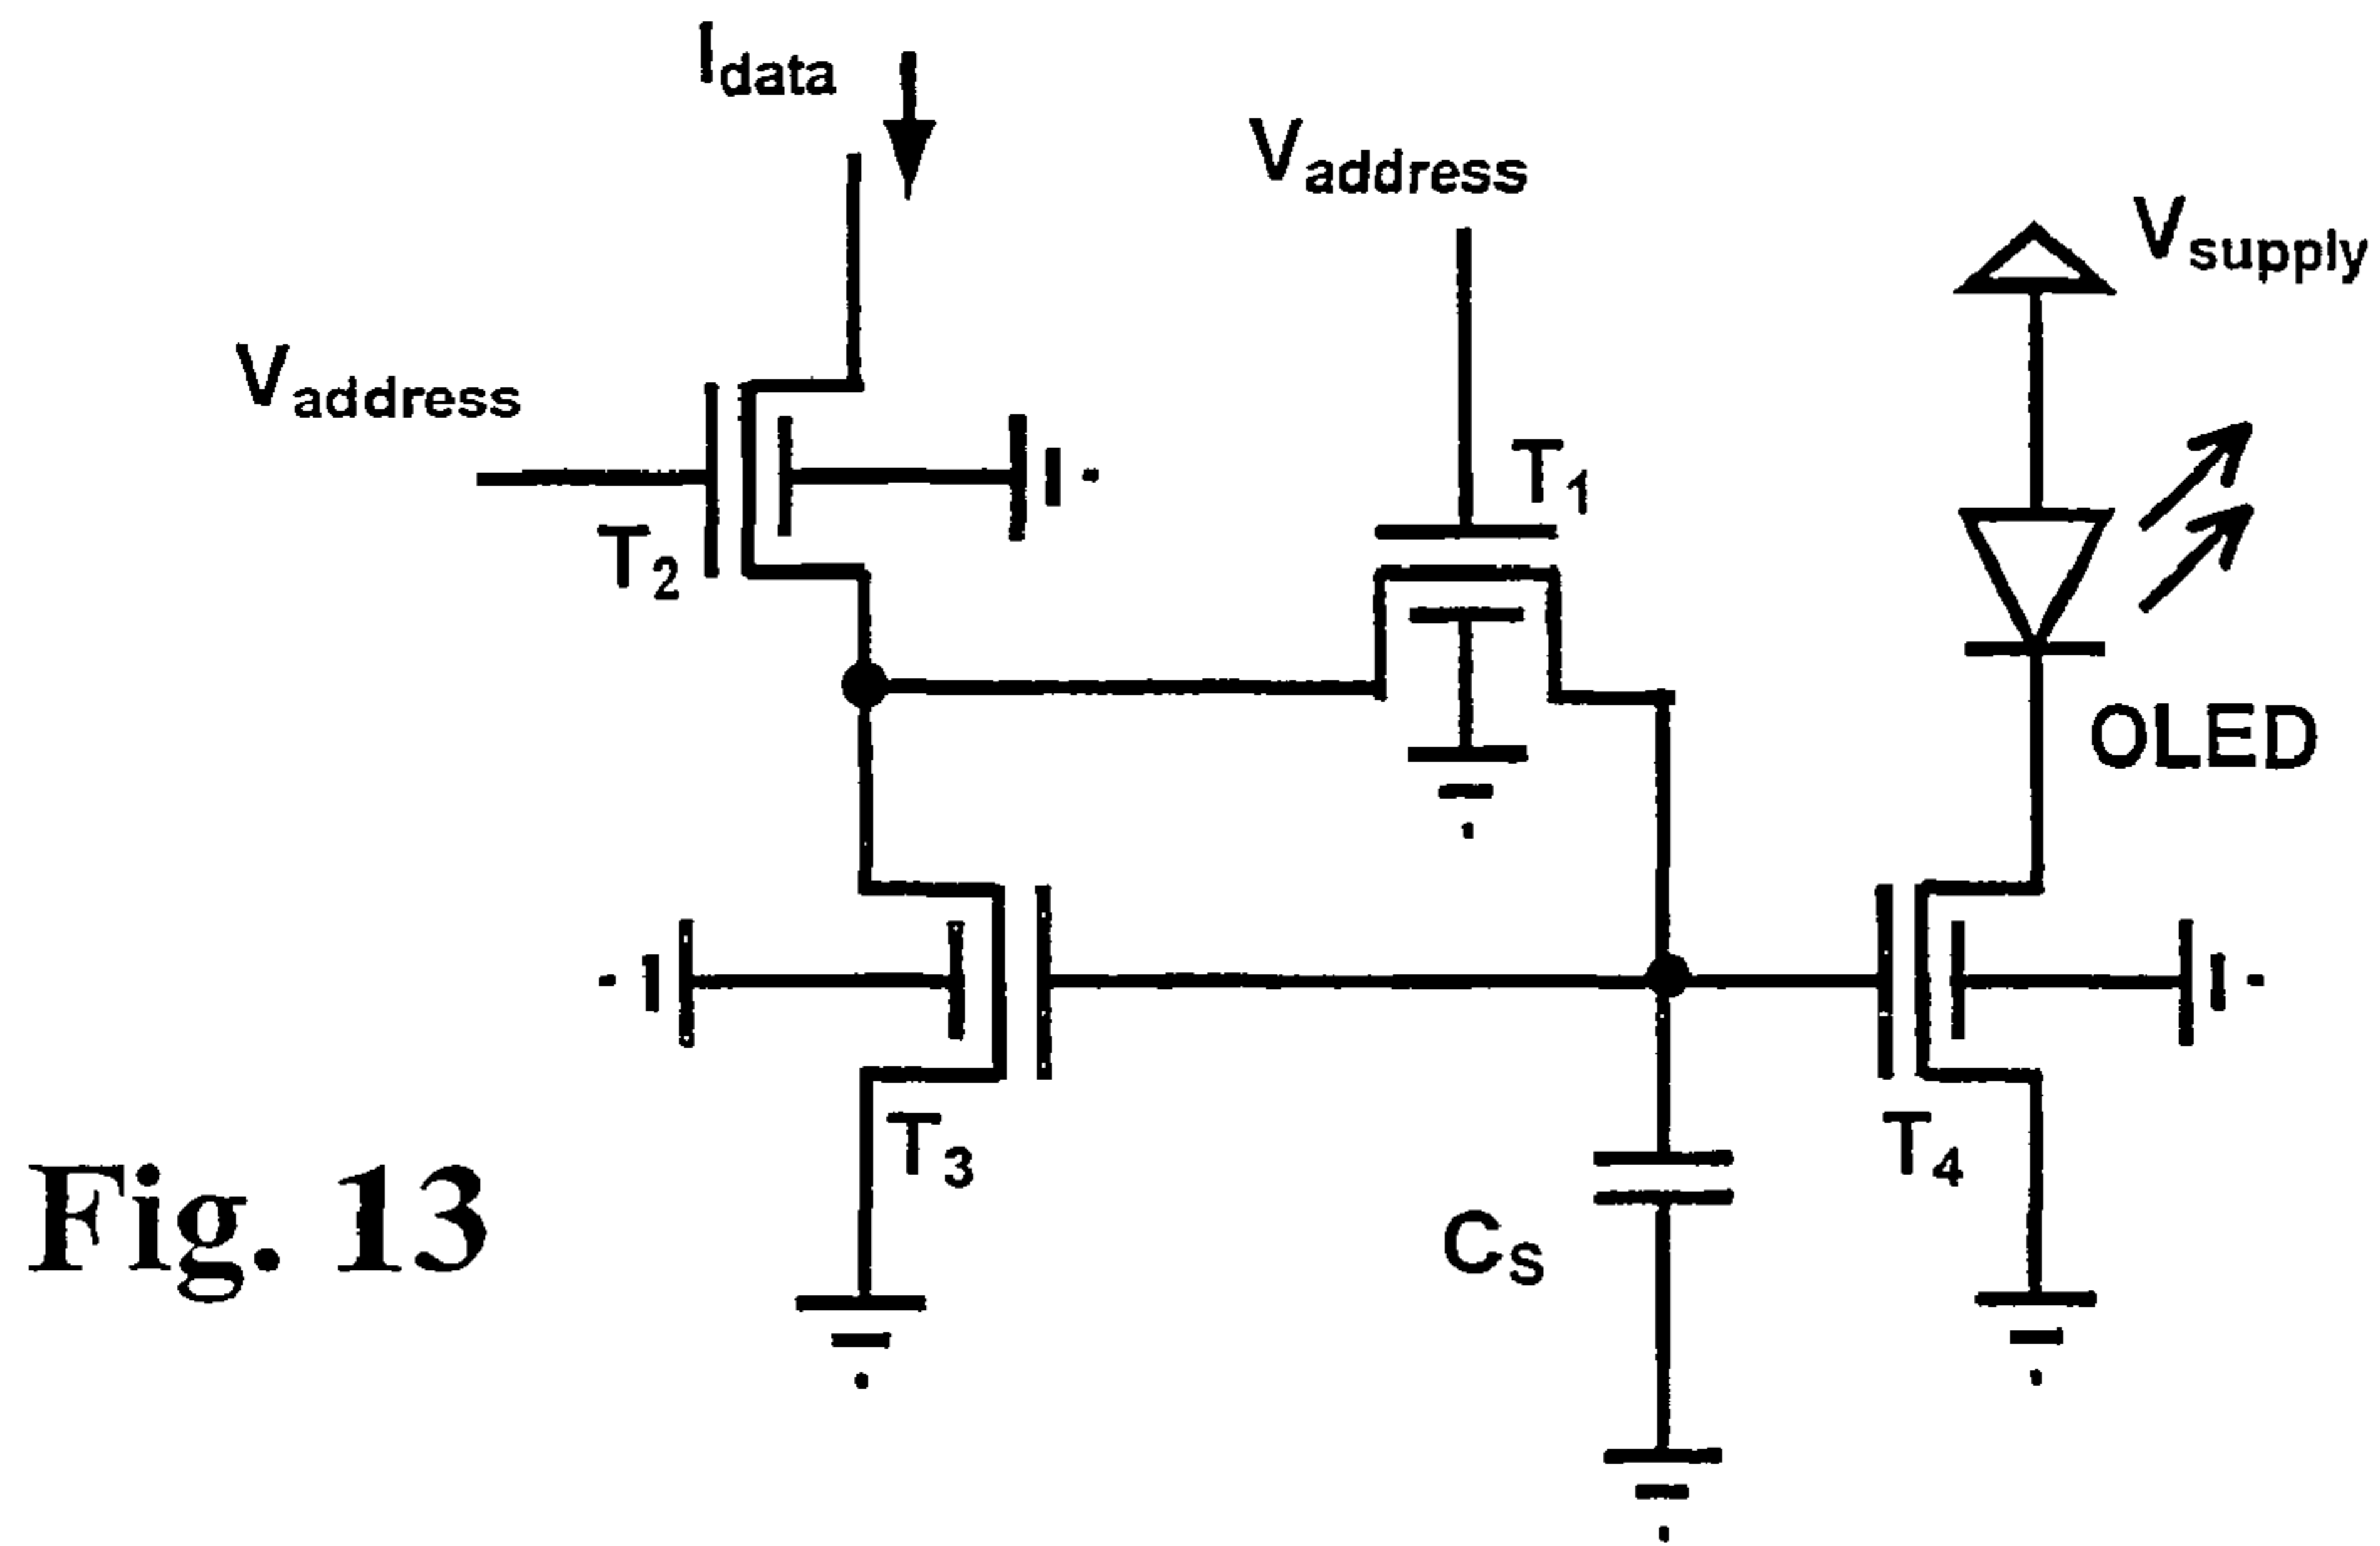 Idata
Vaddress
Vsupply
Vaddress
T1
T2
OLED
T3
T4
Fig. 13
CS